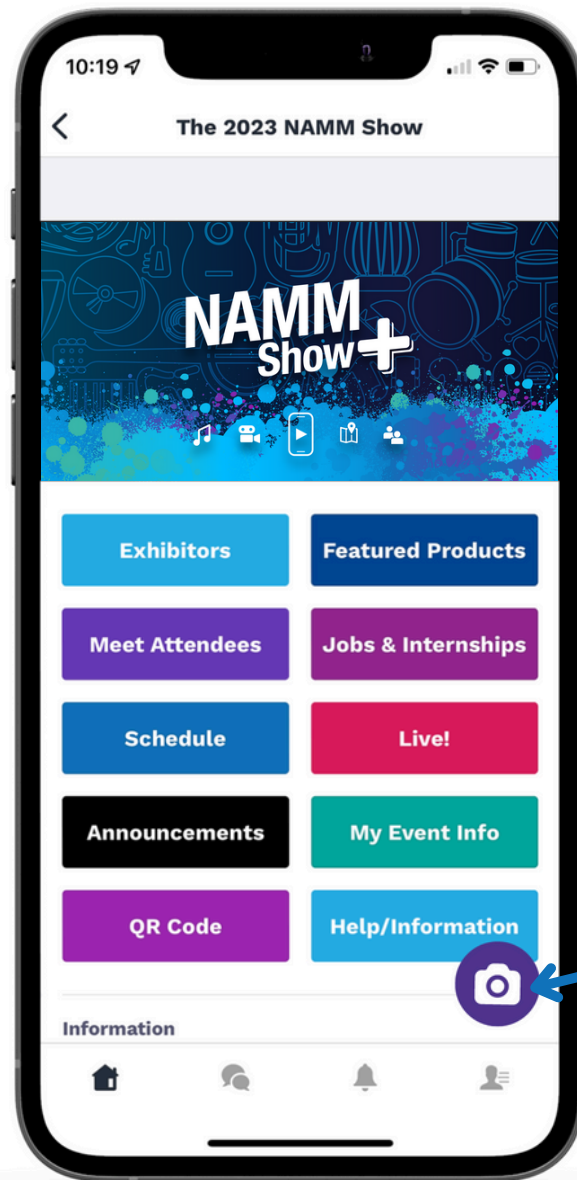 10:19
The 2023 NAMM Show
NAMM
Show+
Exhibitors
Featured Products
Meet Attendees
Jobs & Internships
Schedule
Live!
Announcements
My Event Info
QR Code
Help/Information
Information